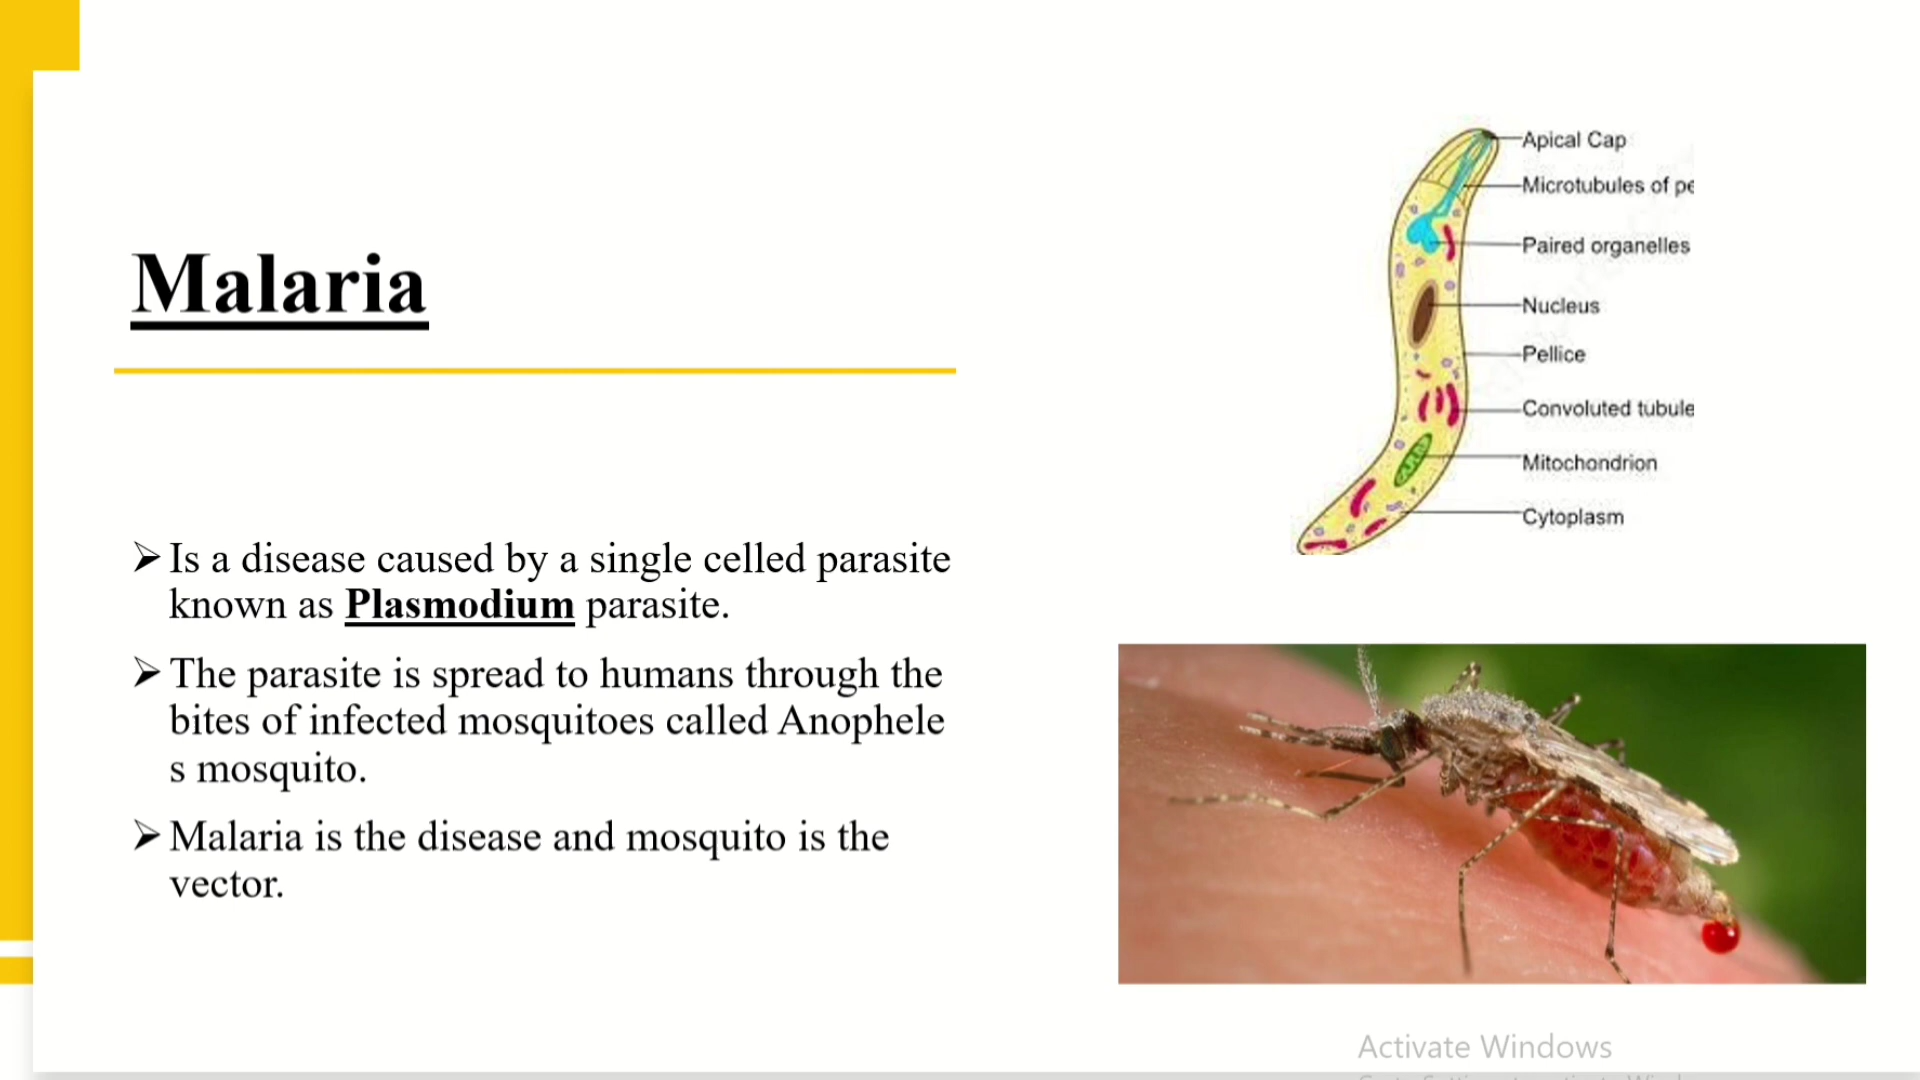 Malaria
➢ Is a disease caused by a single celled parasite
known as Plasmodium parasite.
➢ The parasite is spread to humans through the
bites of infected mosquitoes called Anophele
s mosquito.
➢ Malaria is the disease and mosquito is the
vector.
Apical Cap
Microtubules of pe
Paired organelles
Nucleus
Pellice
Convoluted tubule
Mitochondrion
Cytoplasm
Activate Windows